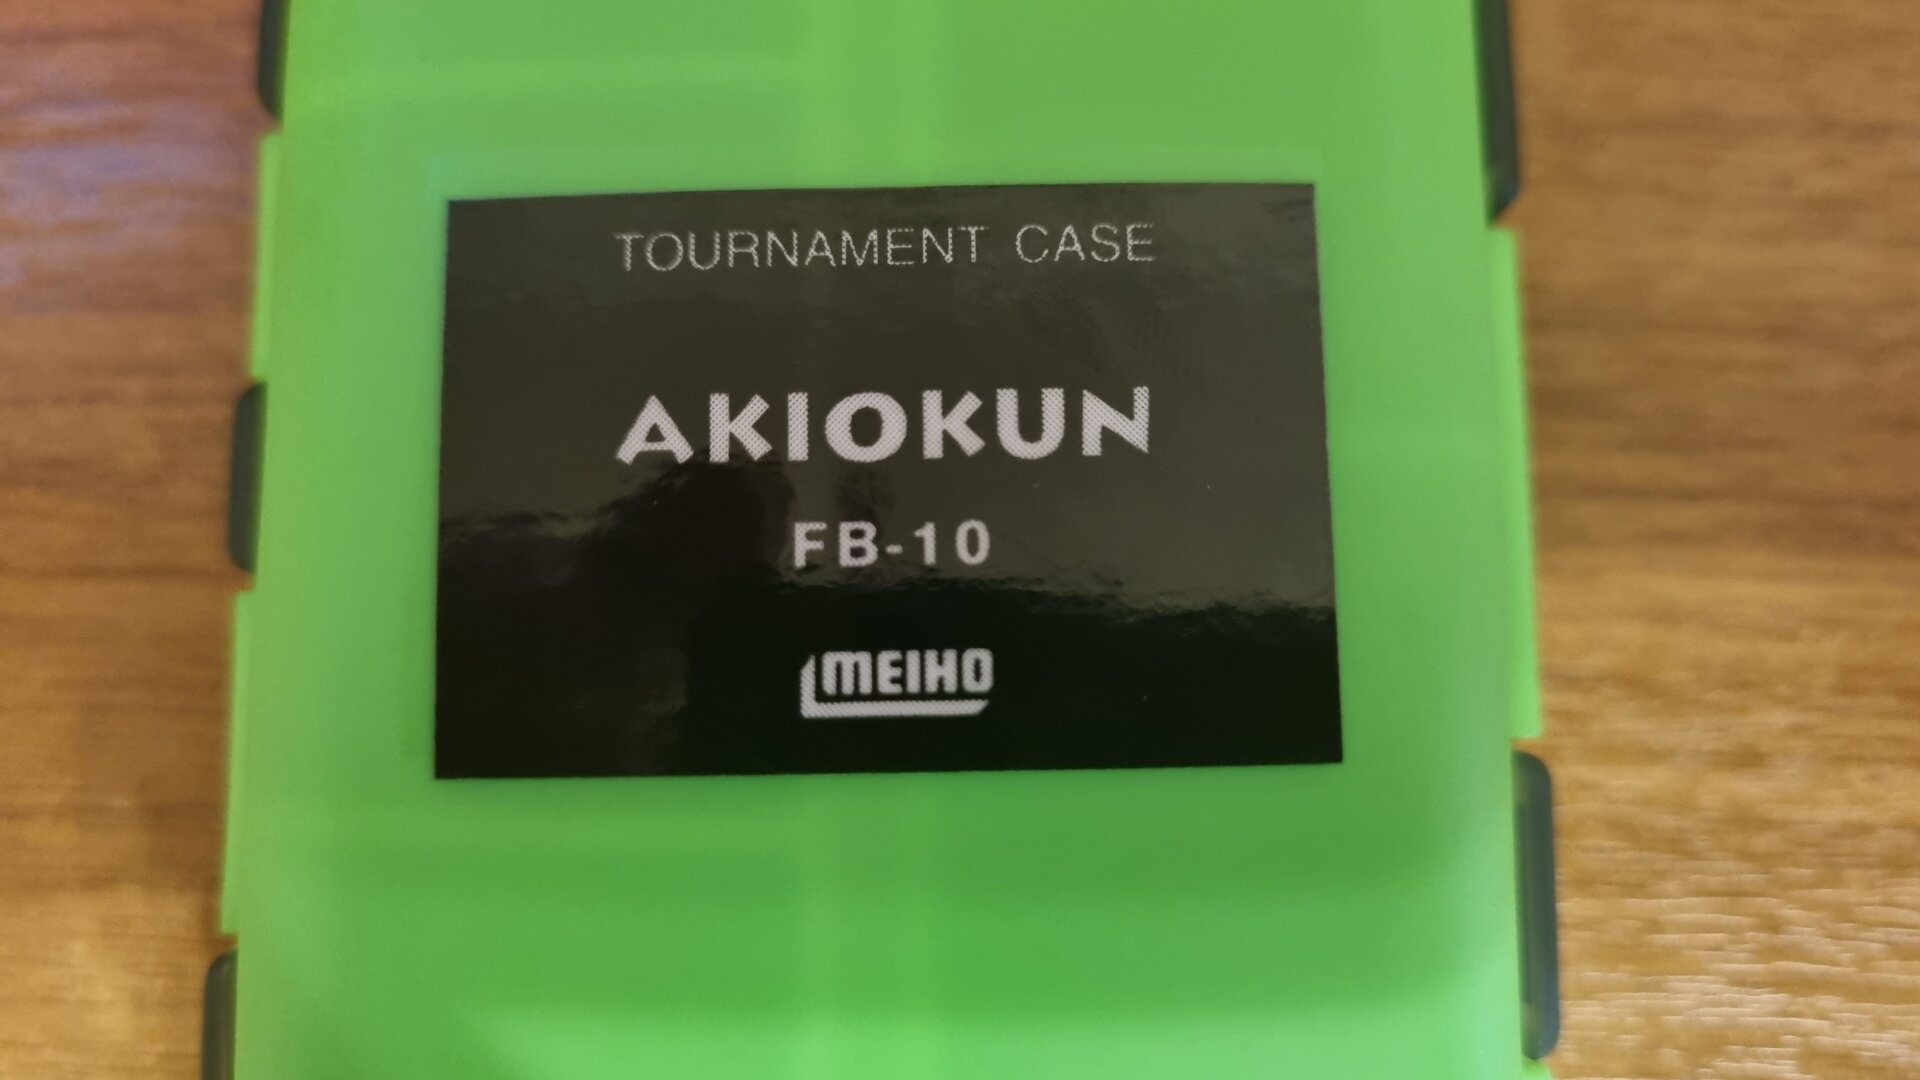 TOURNAMENT CASE
AKIOKUN
FB-10
MEIHO